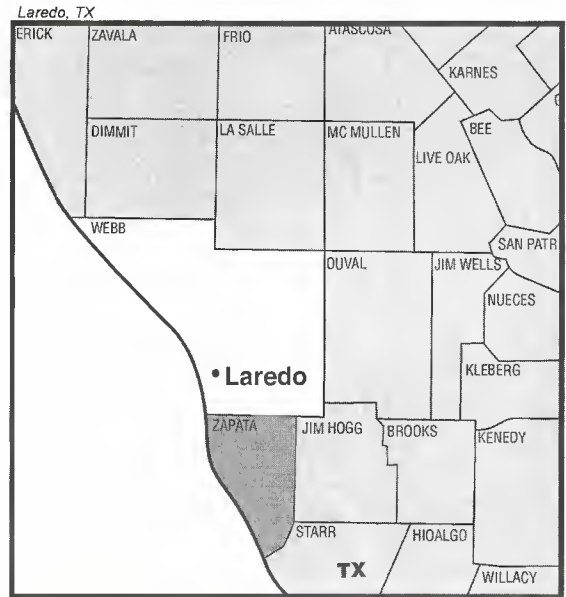 Laredo, TX
ERICK
ZAVALA
FRIO
ATASCOSA
KARNES
DIMMIT
LA SALLE
MC MULLEN
BEE
LIVE OAK
WEBB
SAN PATR
OUVAL
JIM WELLS
NUECES
• Laredo
KLEBERG
ZAPATA
JIM HOGG
BROOKS
KENEDY
STARR
HIOALGO
TX
WILLACY